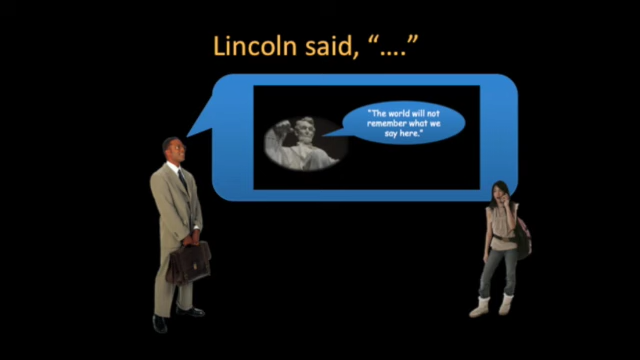 Lincoln said, “….”
"The world will not
remember what we
say here."